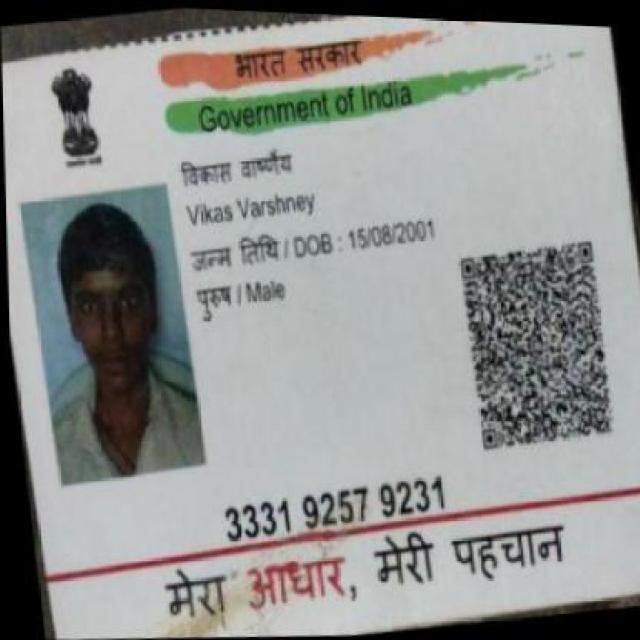 भारत सरकार
Government of India
विकास वार्ष्णेय
Vikas Varshney
जन्म तिथि / DOB : 15/08/2001
पुरुष / Male
3331 9257 9231
मेरा आधार, मेरी पहचान